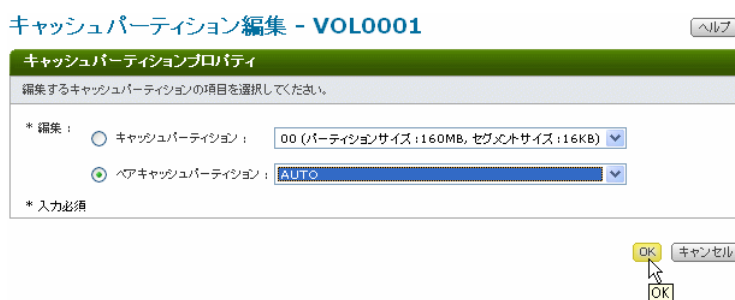 キャッシュパーティション編集 - VOL0001
ヘルプ
キャッシュパーティションプロパティ
編集するキャッシュパーティションの項目を選択してください。
* 編集 :
キャッシュパーティション : 00 (パーティションサイズ :160MB, セグメントサイズ :16KB)
ペアキャッシュパーティション : AUTO
* 入力必須
OK キャンセル
OK